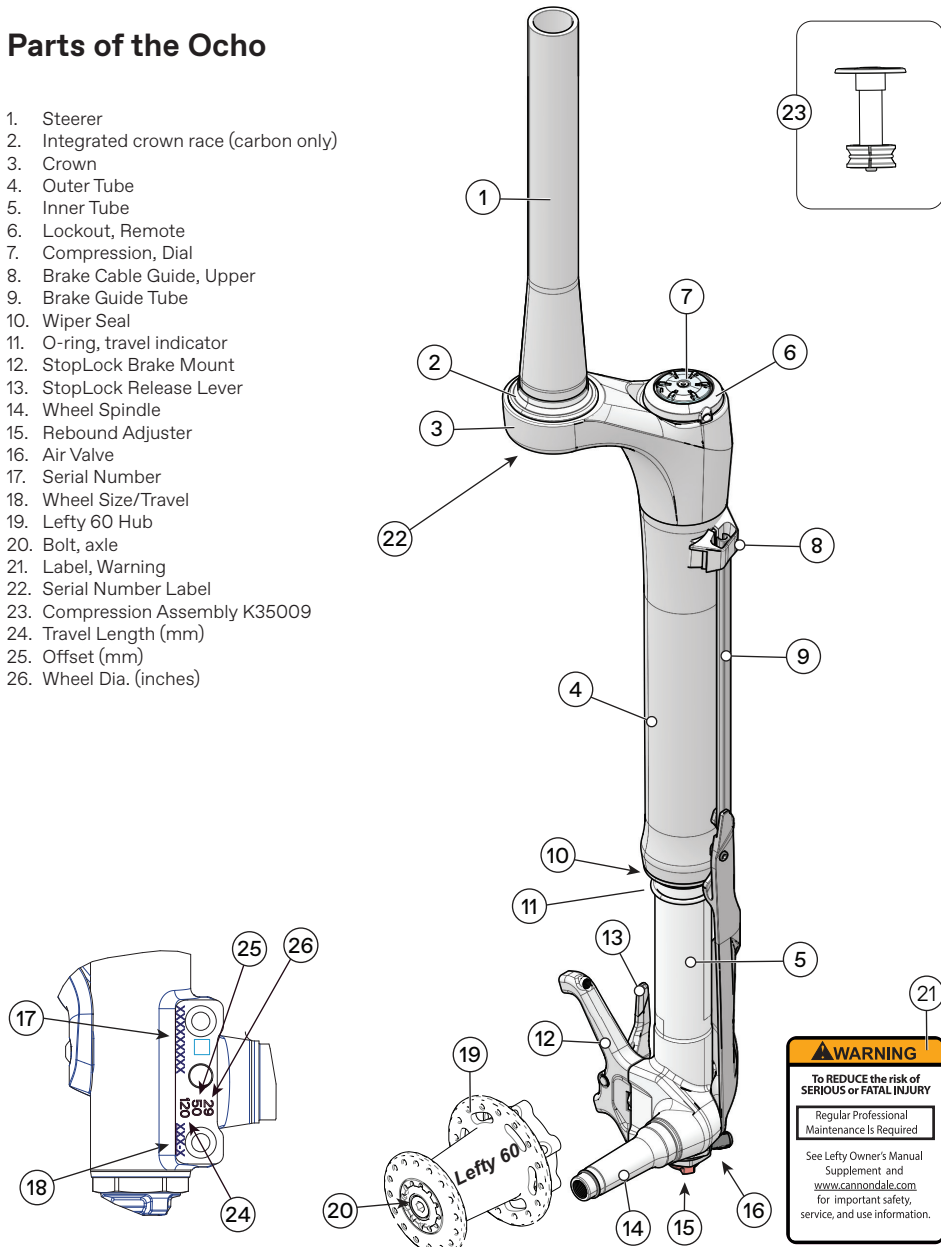 Parts of the Ocho
1. Steerer
2. Integrated crown race (carbon only)
3. Crown
4. Outer Tube
5. Inner Tube
6. Lockout, Remote
7. Compression, Dial
8. Brake Cable Guide, Upper
9. Brake Guide Tube
10. Wiper Seal
11. O-ring, travel indicator
12. StopLock Brake Mount
13. StopLock Release Lever
14. Wheel Spindle
15. Rebound Adjuster
16. Air Valve
17. Serial Number
18. Wheel Size/Travel
19. Lefty 60 Hub
20. Bolt, axle
21. Label, Warning
22. Serial Number Label
23. Compression Assembly K35009
24. Travel Length (mm)
25. Offset (mm)
26. Wheel Dia. (inches)
23
1
7
6
2
3
22
8
9
4
10
11
13
5
12
25
26
17
XXXXXXXX
29
50
120 XXX-X
18
24
19
Lefty 60
20
14
15
16
21
WARNING
To REDUCE the risk of
SERIOUS or FATAL INJURY
Regular Professional
Maintenance Is Required
See Lefty Owner's Manual
Supplement and
www.cannondale.com
for important safety,
service, and use information.